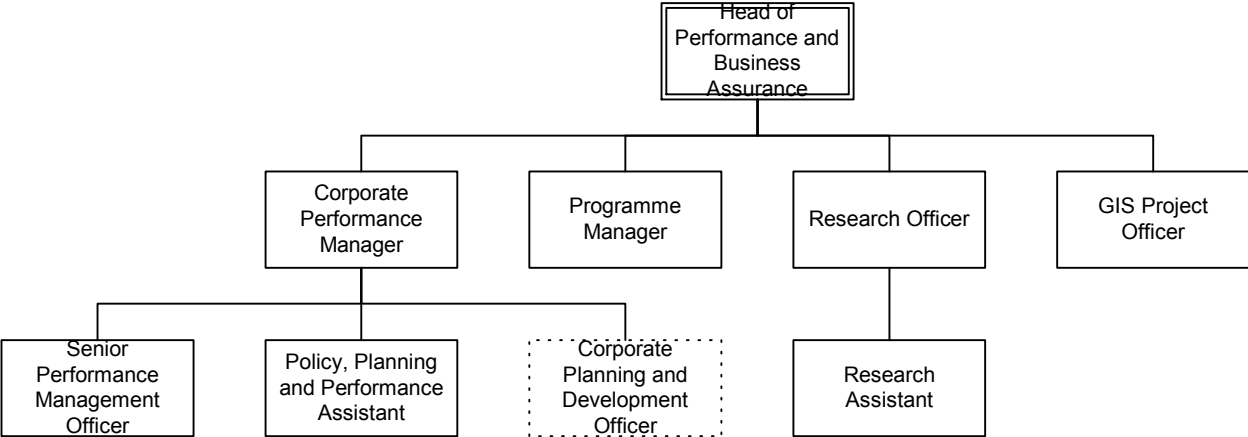 Head of
Performance and
Business
Assurance
Corporate
Performance
Manager
Programme
Manager
Research Officer
GIS Project
Officer
Senior
Performance
Management
Officer
Policy, Planning
and Performance
Assistant
Corporate
Planning and
Development
Officer
Research
Assistant